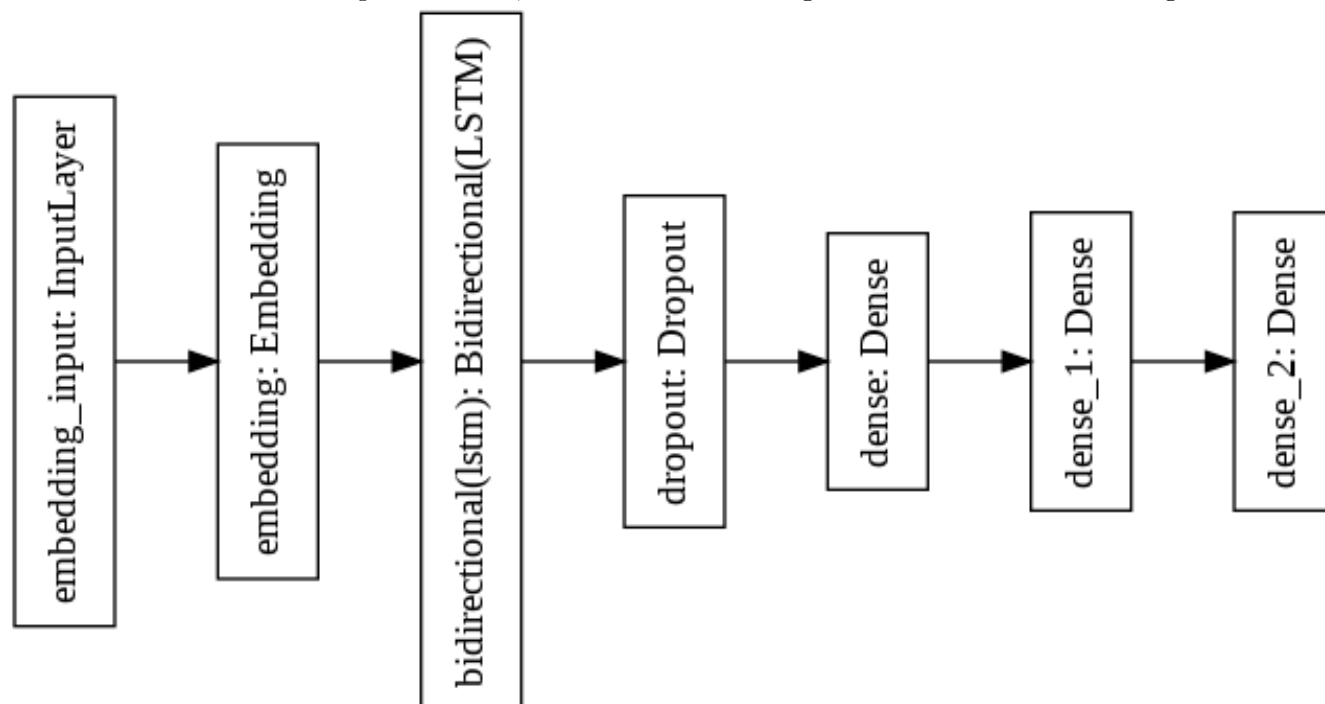 embedding_input: InputLayer
embedding: Embedding
bidirectional(lstm): Bidirectional(LSTM)
dropout: Dropout
dense: Dense
dense_1: Dense
dense_2: Dense